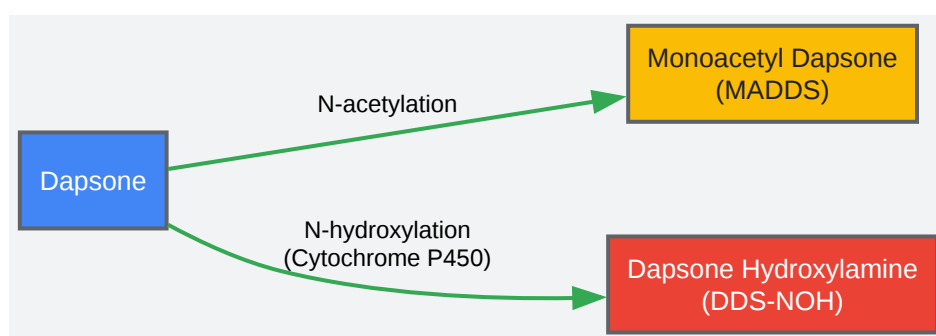 Monoacetyl Dapsone
(MADDS)
N-acetylation
Dapsone
N-hydroxylation
(Cytochrome P450)
Dapsone Hydroxylamine
(DDS-NOH)